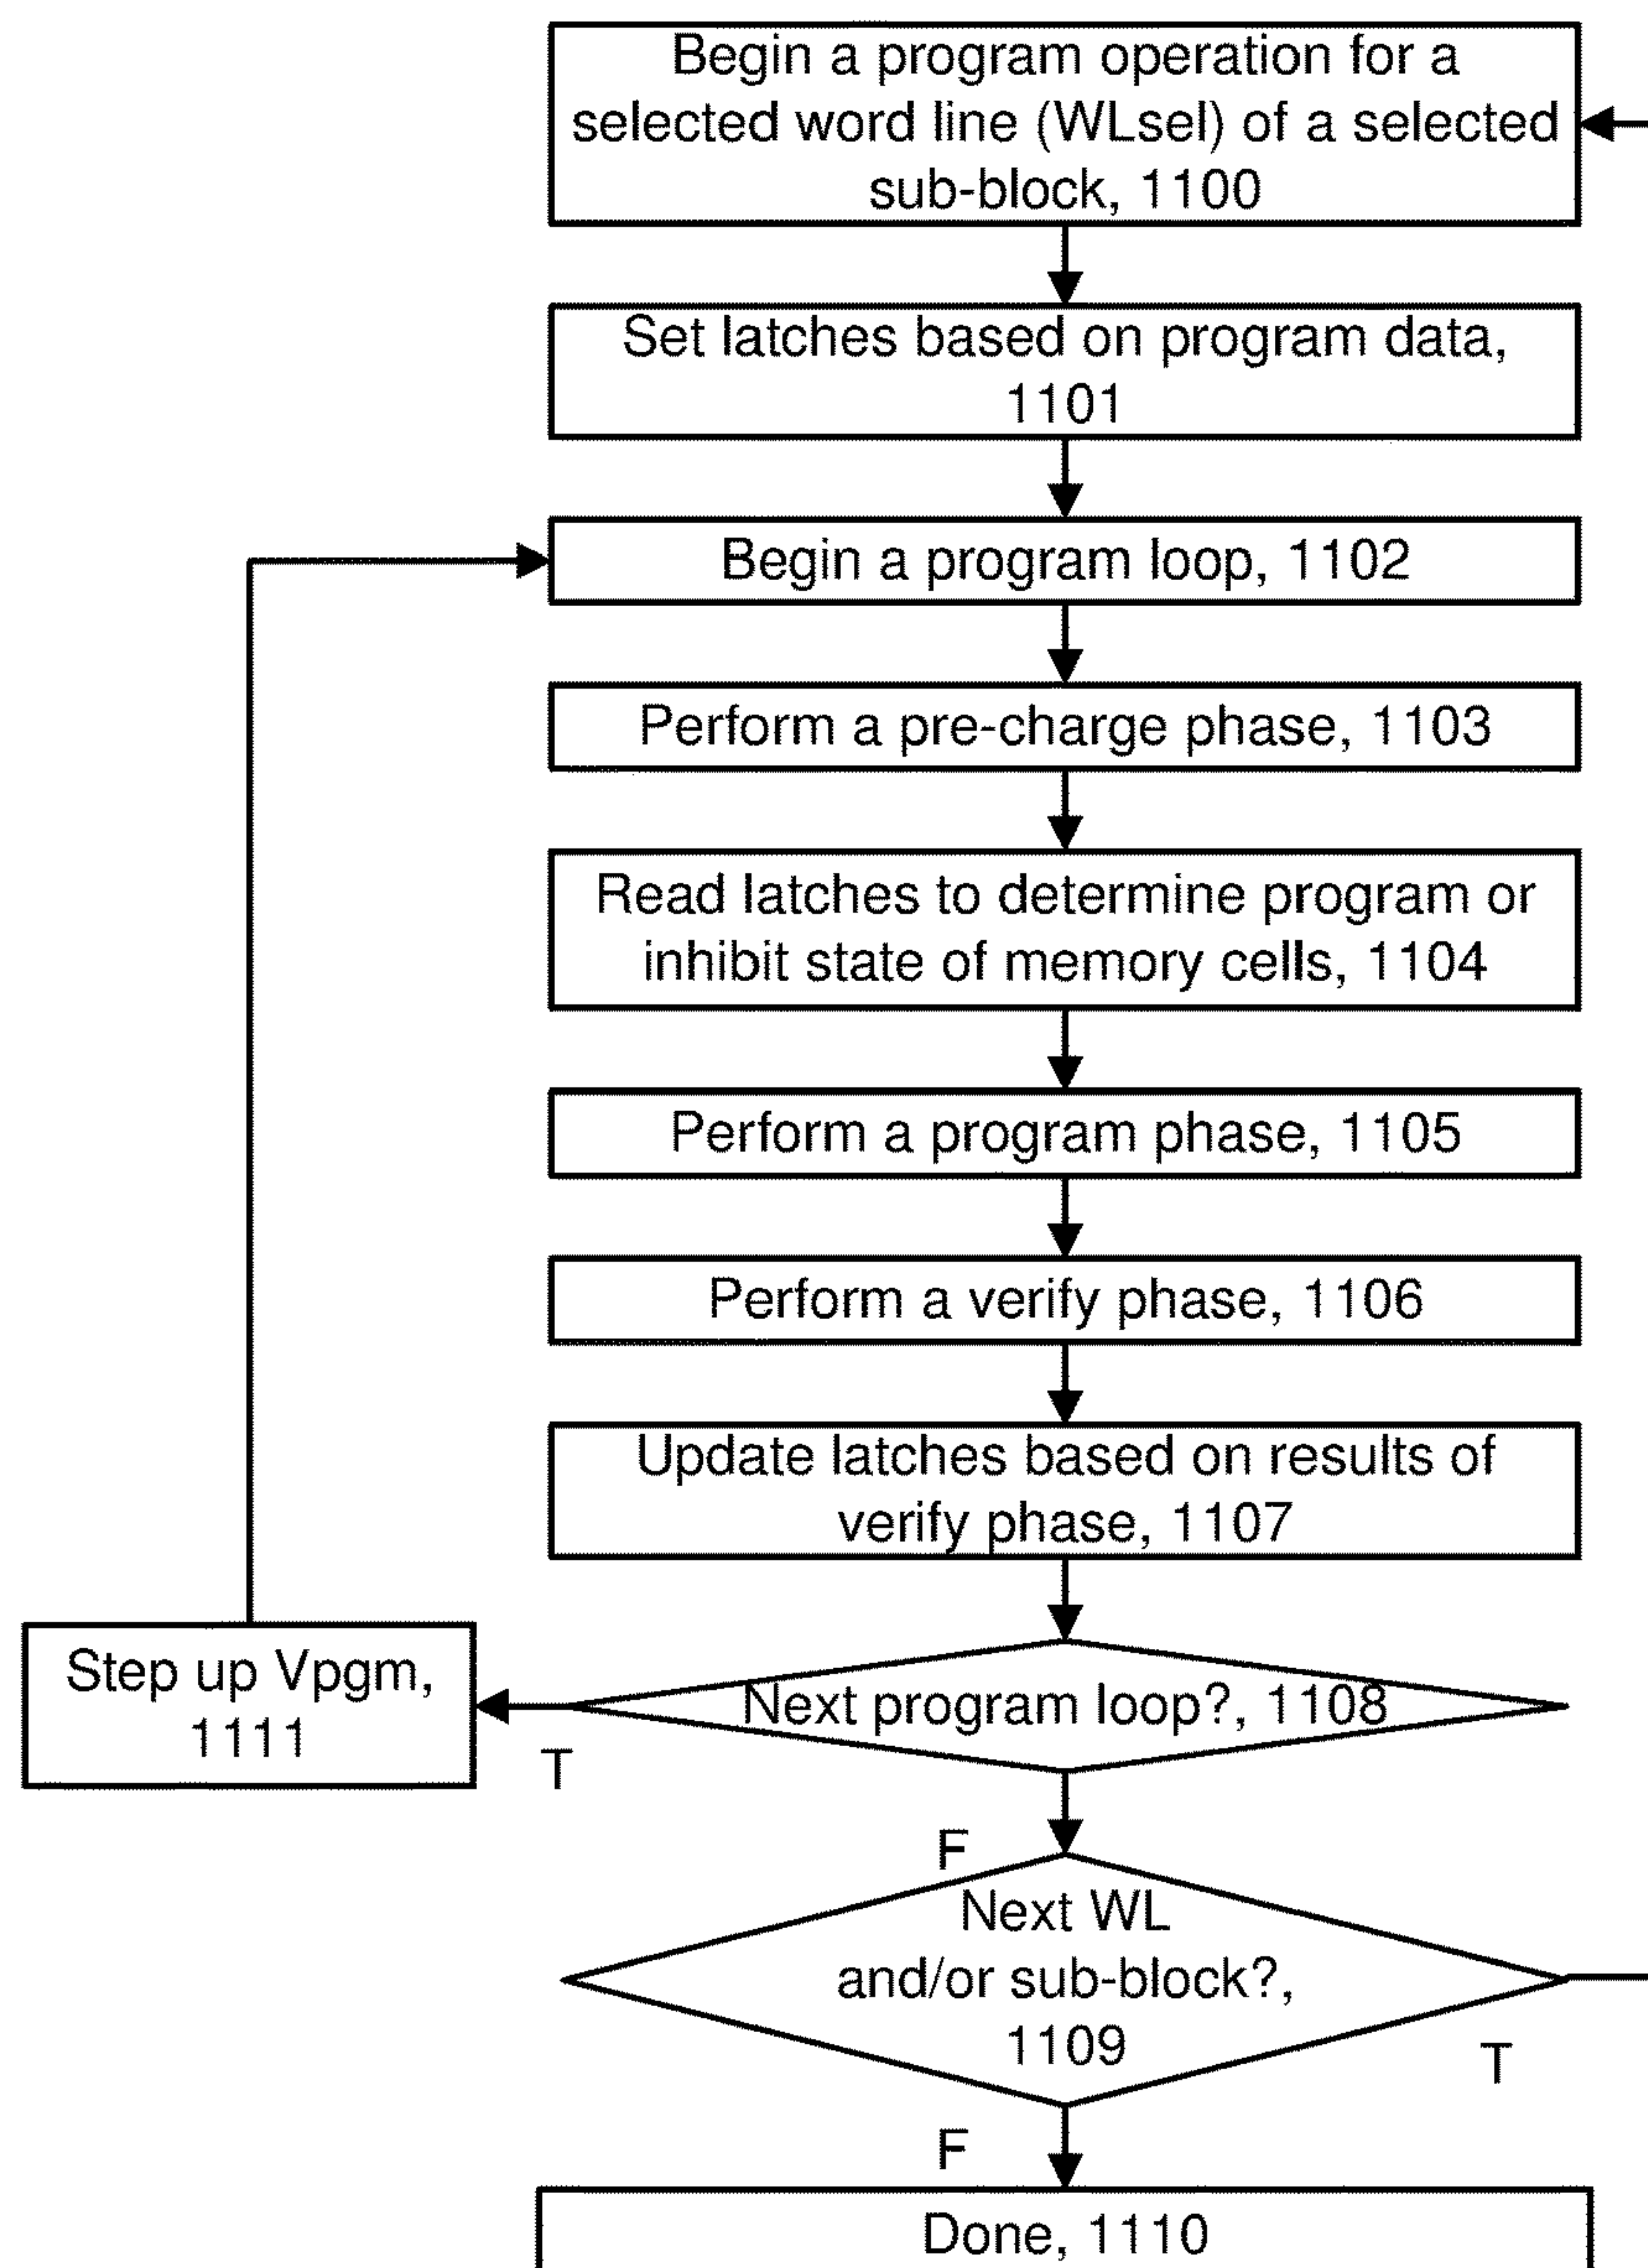 Begin a program operation for a
selected word line (WLsel) of a selected
sub-block, 1100
Set latches based on program data,
1101
Begin a program loop, 1102
Perform a pre-charge phase, 1103
Read latches to determine program or
inhibit state of memory cells, 1104
Perform a program phase, 1105
Perform a verify phase, 1106
Update latches based on results of
verify phase, 1107
Step up Vpgm,
1111
Next program loop?, 1108
T
F
Next WL
and/or sub-block?,
1109
T
F
Done, 1110